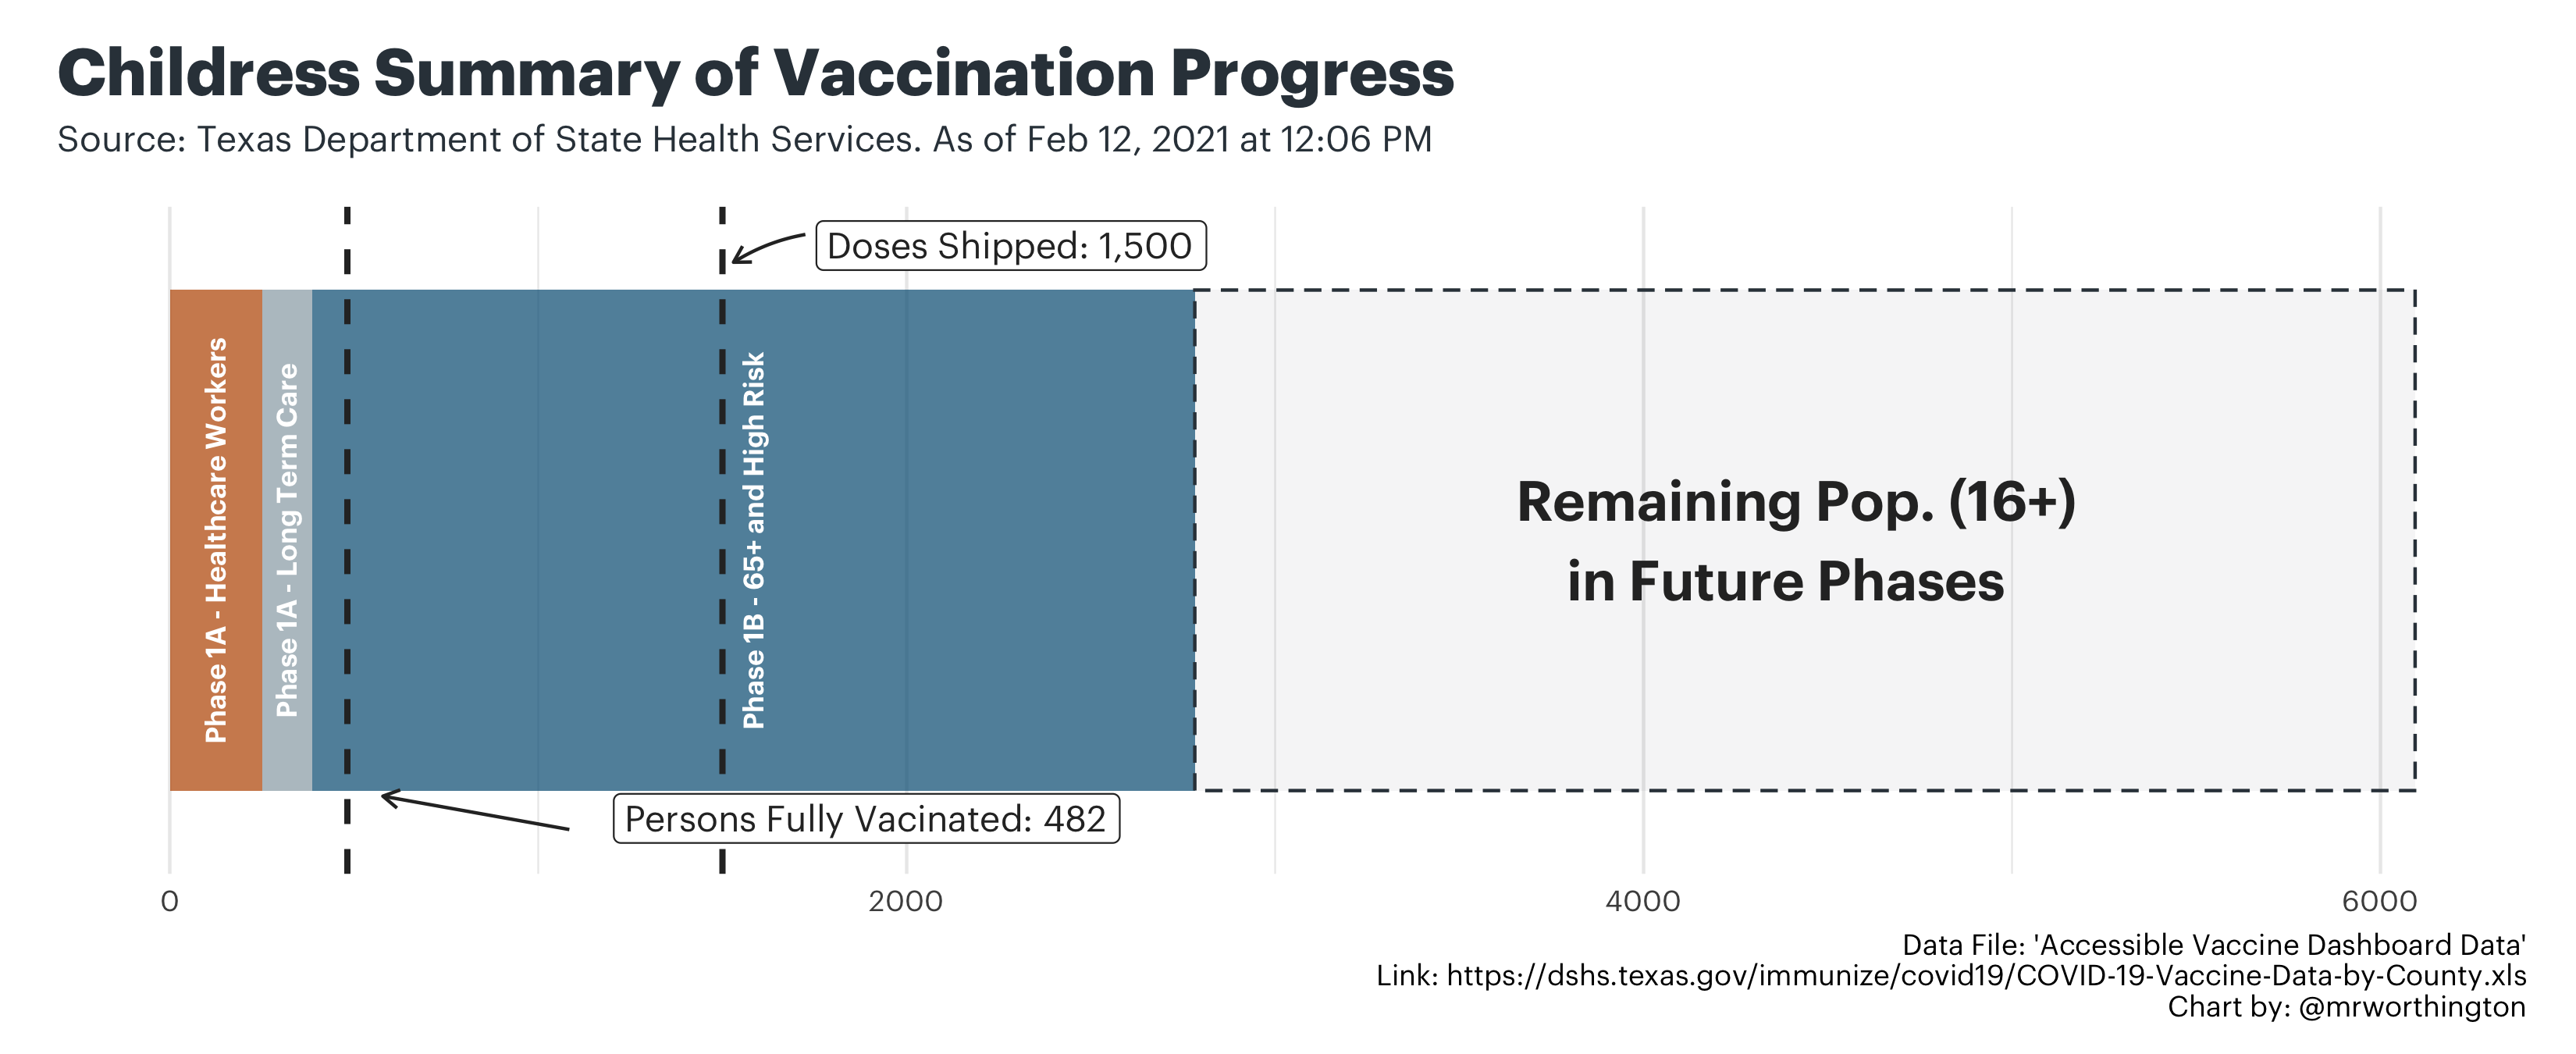 Childress Summary of Vaccination Progress
Source: Texas Department of State Health Services. As of Feb 12, 2021 at 12:06 PM
Doses Shipped: 1,500
Phase 1A - Healthcare Workers
Phase 1A - Long Term Care
Phase 1B - 65+ and High Risk
Remaining Pop. (16+)
in Future Phases
Persons Fully Vacinated: 482
0
2000
4000
6000
Data File: 'Accessible Vaccine Dashboard Data'
Link: https://dshs.texas.gov/immunize/covid19/COVID-19-Vaccine-Data-by-County.xls
Chart by: @mrworthington